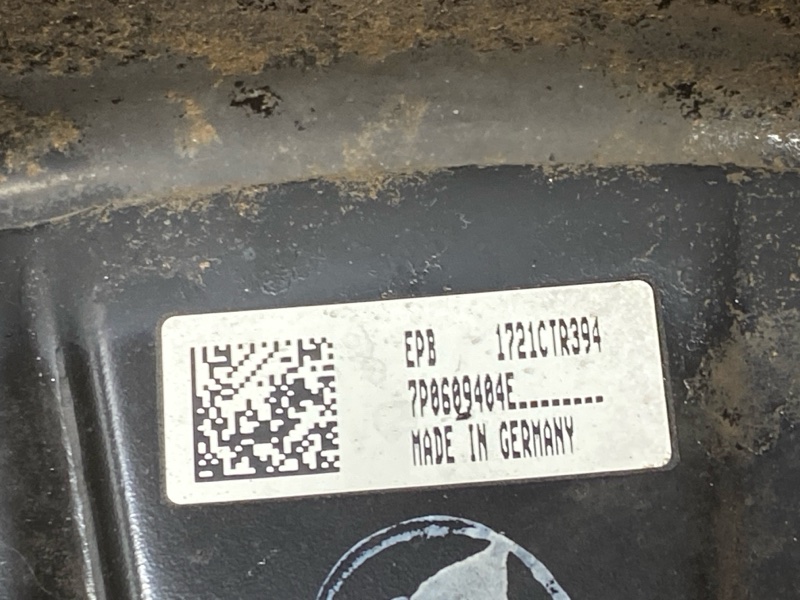 EPB 1721CTR394
7P0609404E.........
MADE IN GERMANY